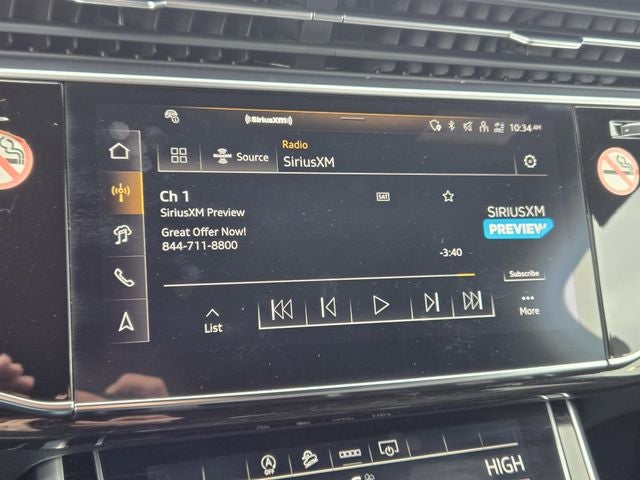 ((SiriusXM))
10:34 AM
Radio
Source
SiriusXM
Ch 1
SAT
SiriusXM Preview
SIRIUSXM
PREVIEW
Great Offer Now!
844-711-8800
-3:40
Subscribe
List
More
OFF
HIGH